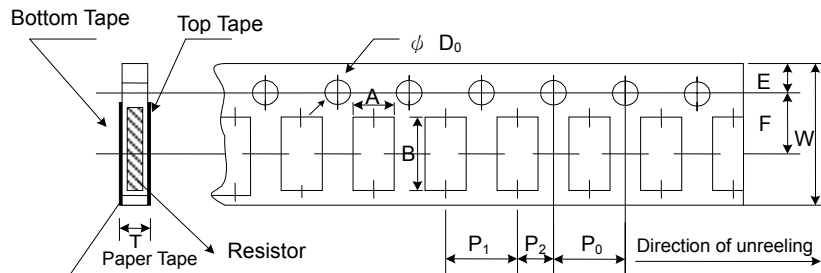 Bottom Tape
Top Tape
ϕ D₀
E
A
F
W
B
T
Paper Tape
Resistor
P₁
P₂
P₀
Direction of unreeling